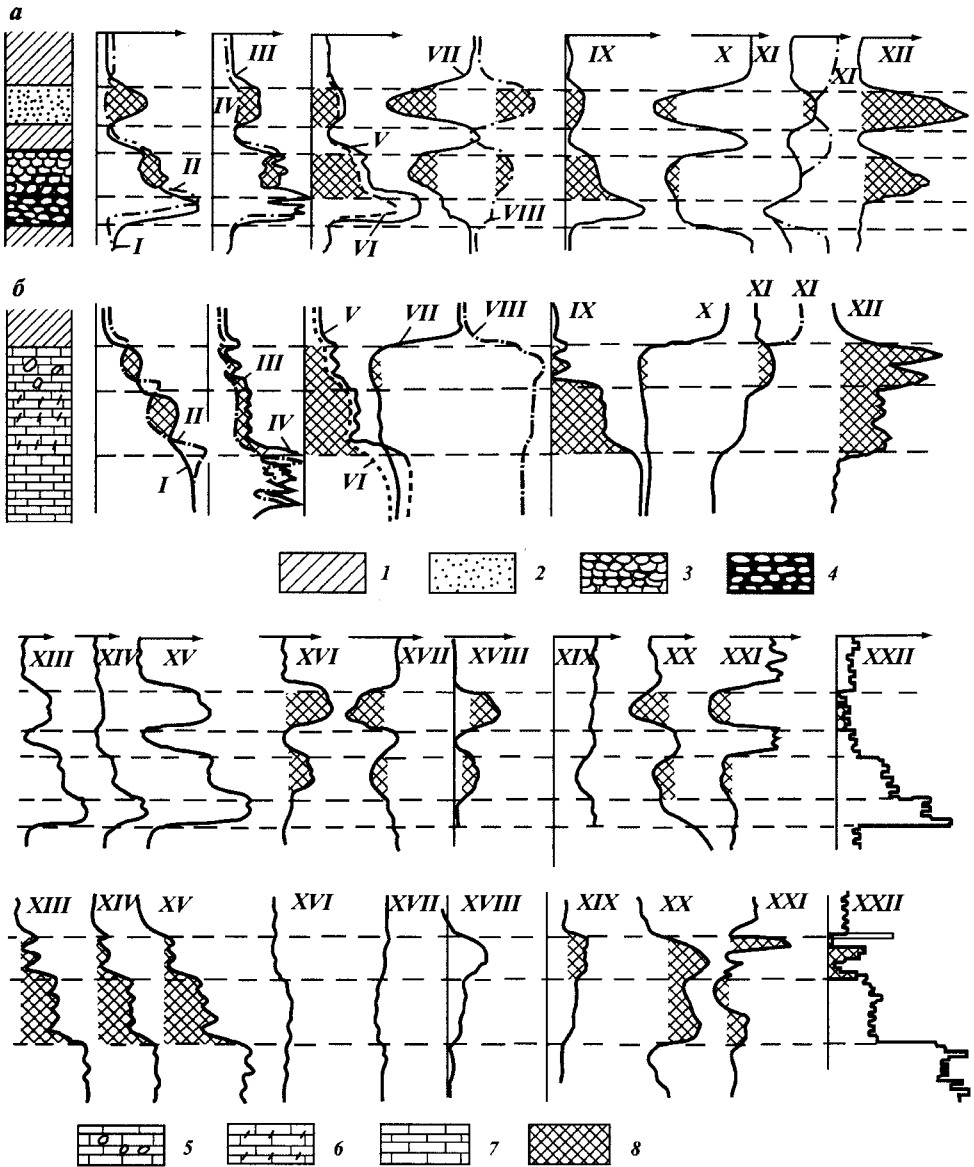 а
III VII IX X XI XII
XI
IV
V
II
VIII
I VI
б
V VII VIII IX X XI XI XII
III
II
IV
I VI
1 2 3 4
XIII XIV XV XVI XVII XVIII XIX XX XXI XXII
XIII XIV XV XVI XVII XVIII XIX XX XXI XXII
5 6 7 8